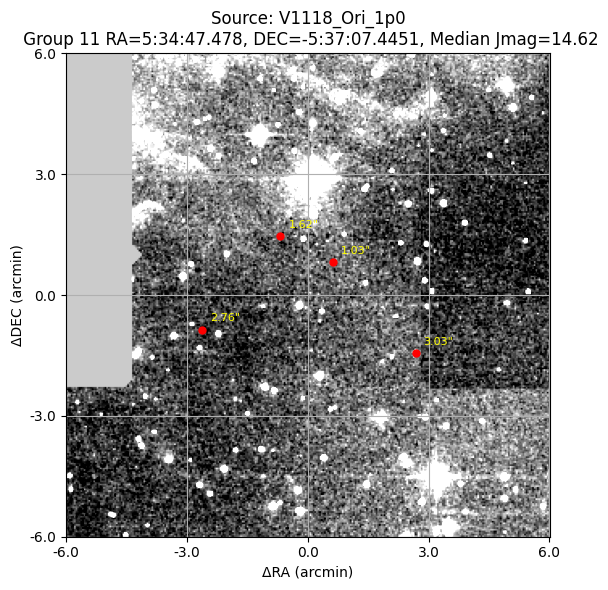 Source: V1118_Ori_1p0
Group 11 RA=5:34:47.478, DEC=-5:37:07.4451, Median Jmag=14.62
6.0
3.0
0.0
-3.0
-6.0
ΔDEC (arcmin)
1.62"
1.03"
2.76"
3.03"
-6.0 -3.0 0.0 3.0 6.0
ΔRA (arcmin)